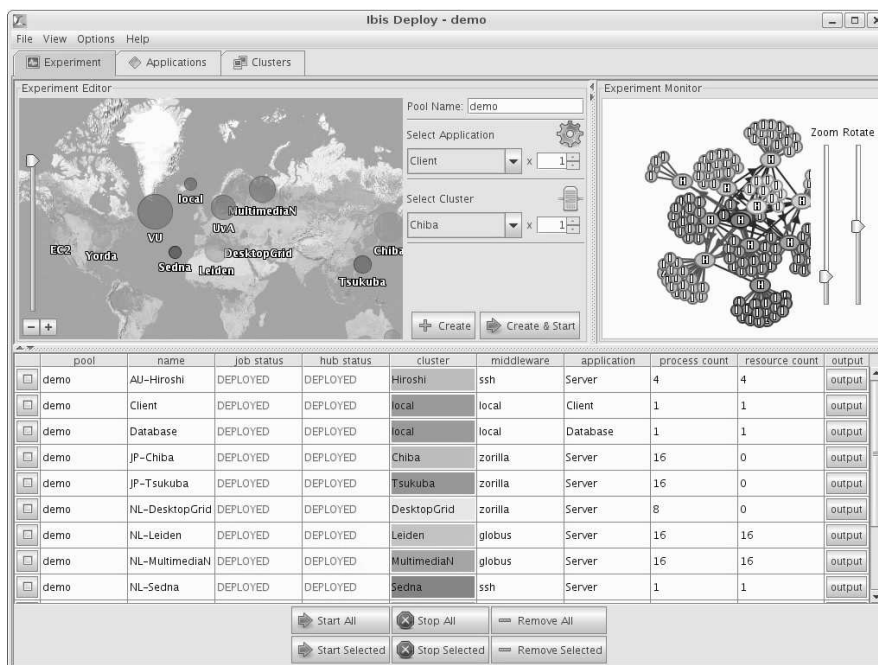 Ibis Deploy - demo
File View Options Help
Experiment Applications Clusters
Experiment Editor
Pool Name: demo
Select Application
Client x 1
Select Cluster
Chiba x 1
local
MultimediaN
VU
UvA
EC2
Yorda
Sedna
Leiden
DesktopGrid
Chiba
Tsukuba
Create Create & Start
Experiment Monitor
Zoom Rotate
H
H
H
H
H
H
H
H
H
pool name job status hub status cluster middleware application process count resource count output
demo AU-Hiroshi DEPLOYED DEPLOYED Hiroshi ssh Server 4 4 output
demo Client DEPLOYED DEPLOYED local local Client 1 1 output
demo Database DEPLOYED DEPLOYED local local Database 1 1 output
demo JP-Chiba DEPLOYED DEPLOYED Chiba zorilla Server 16 0 output
demo JP-Tsukuba DEPLOYED DEPLOYED Tsukuba zorilla Server 16 0 output
demo NL-DesktopGrid DEPLOYED DEPLOYED DesktopGrid zorilla Server 8 0 output
demo NL-Leiden DEPLOYED DEPLOYED Leiden globus Server 16 16 output
demo NL-MultimediaN DEPLOYED DEPLOYED MultimediaN globus Server 16 16 output
demo NL-Sedna DEPLOYED DEPLOYED Sedna ssh Server 1 1 output
Start All Stop All Remove All
Start Selected Stop Selected Remove Selected